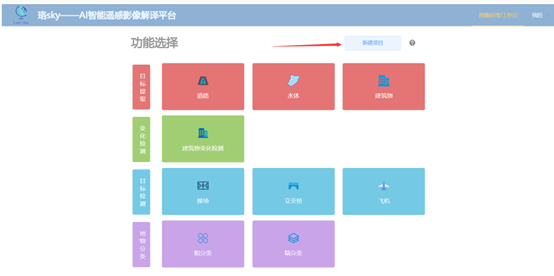 珞sky——AI智能遥感影像解译平台
我的
功能选择
新建项目
目标提取
道路
水体
建筑物
变化检测
建筑物变化检测
目标检测
操场
立交桥
飞机
地物分类
粗分类
精分类